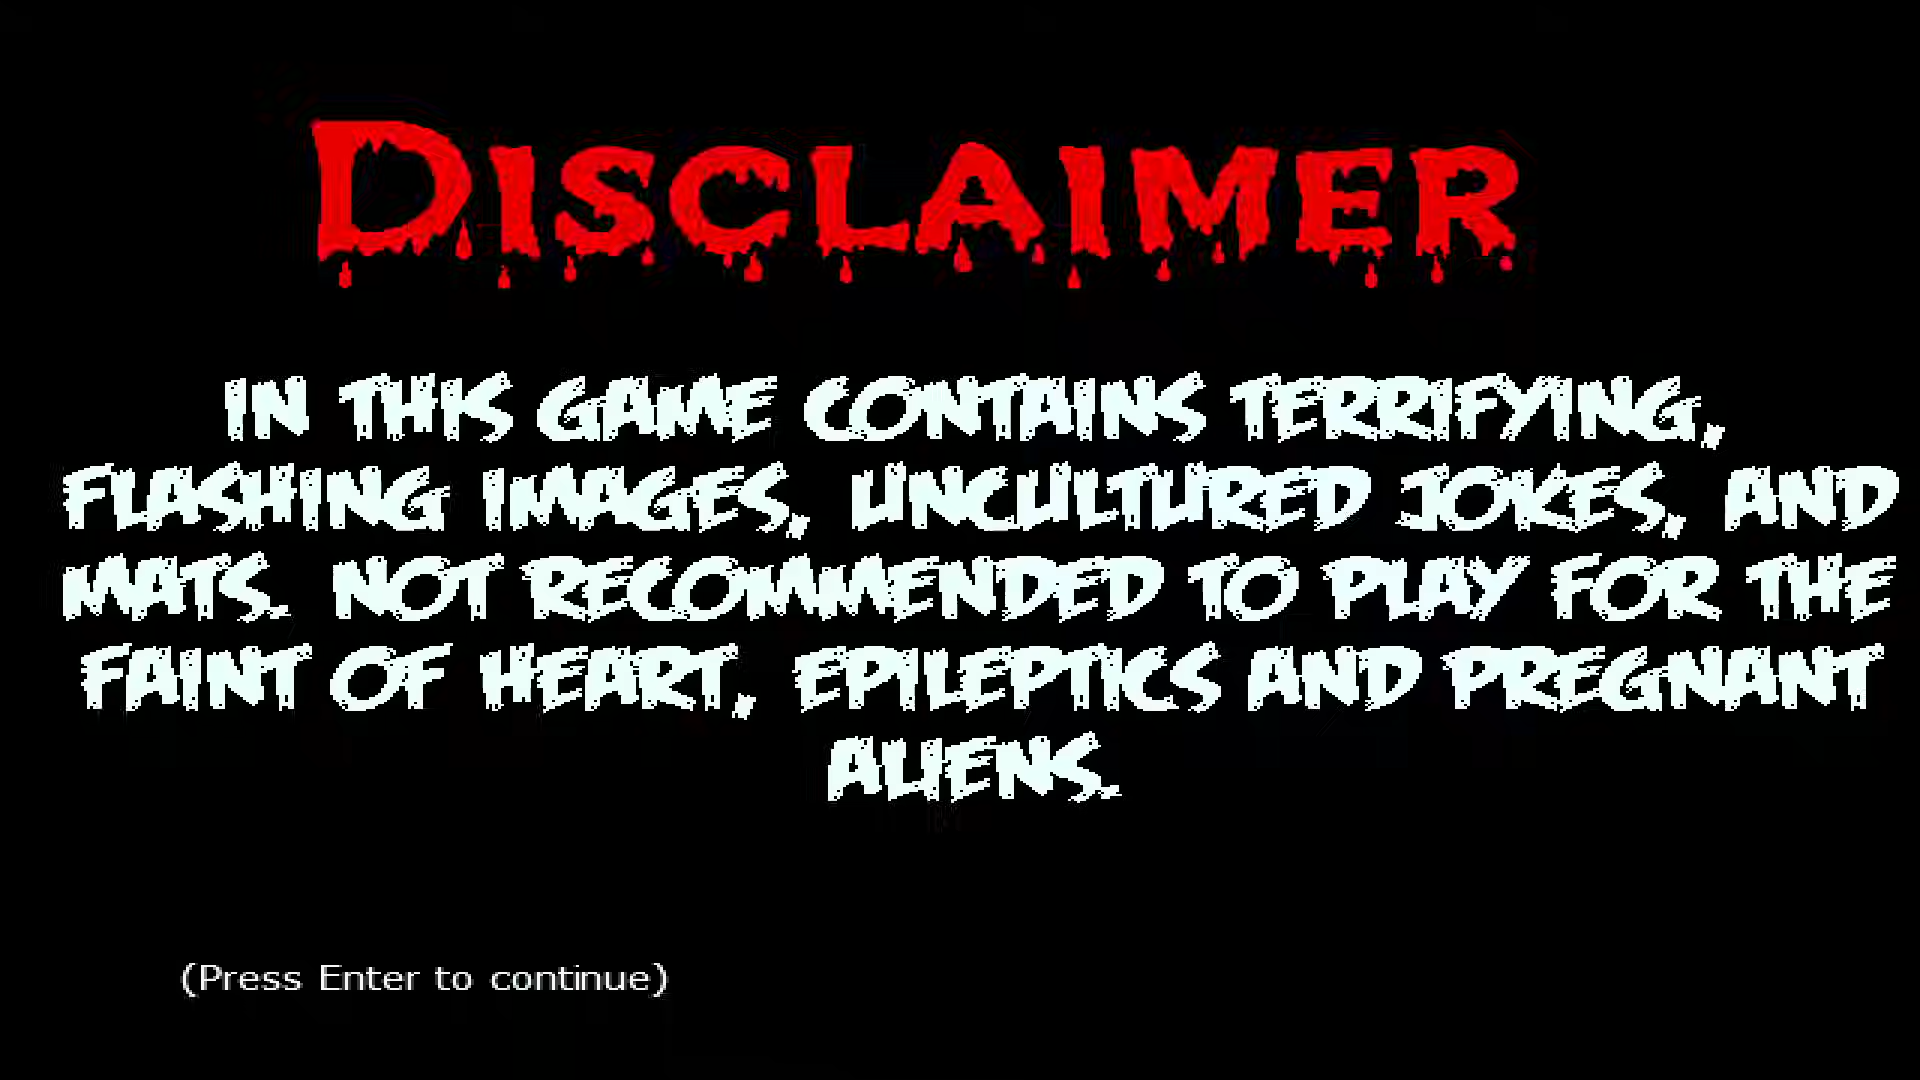 DISCLAIMER
IN THIS GAME CONTAINS TERRIFYING,
FLASHING IMAGES, UNCULTURED JOKES, AND
MATS. NOT RECOMMENDED TO PLAY FOR THE
FAINT OF HEART, EPILEPTICS AND PREGNANT
ALIENS.
(Press Enter to continue)